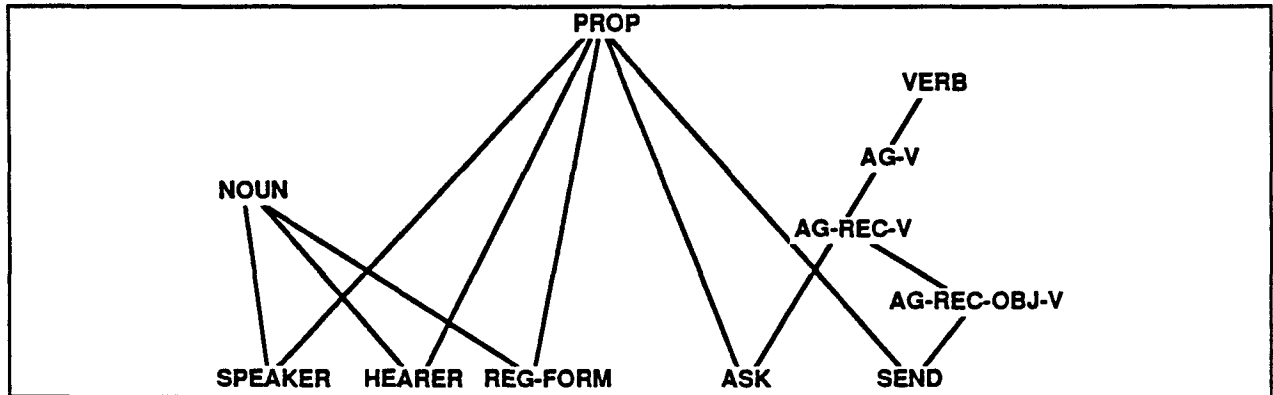 PROP
VERB
AG-V
NOUN
AG-REC-V
AG-REC-OBJ-V
SPEAKER HEARER REG-FORM ASK SEND